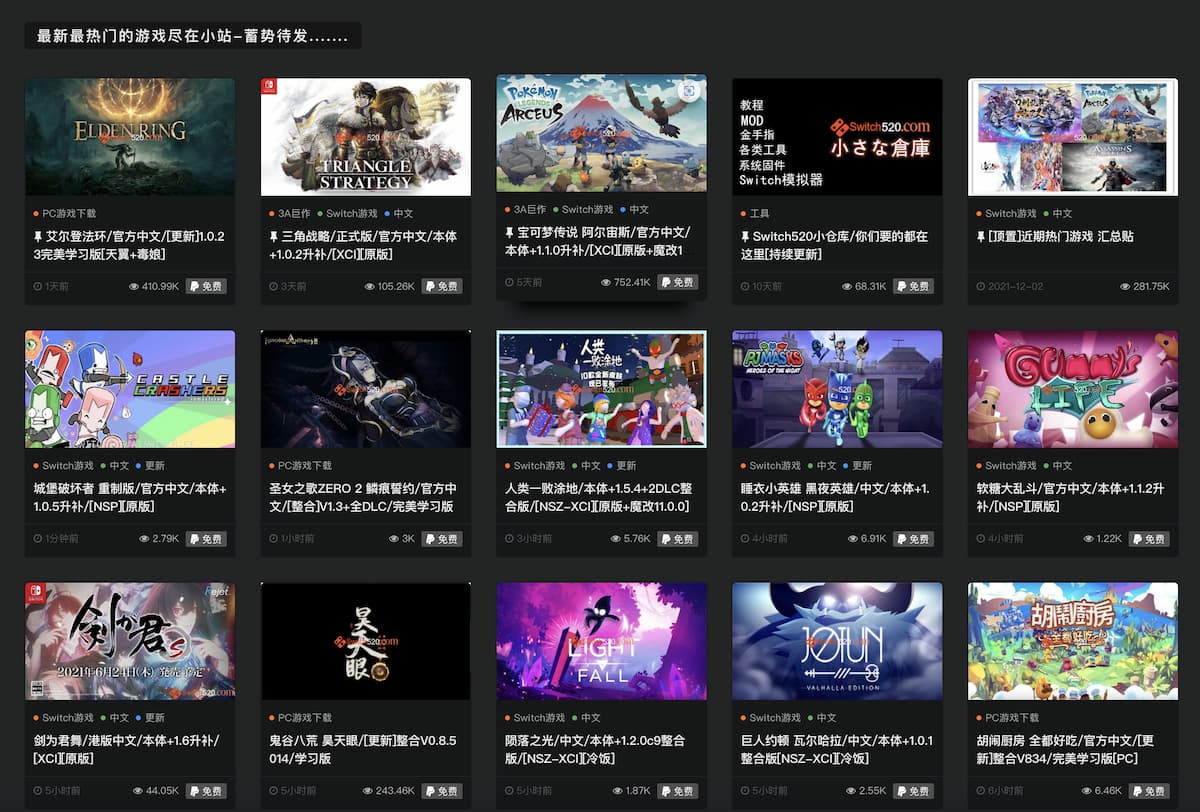 最新最热门的游戏尽在小站-蓄势待发.......
ELDEN RING
TRIANGLE
STRATEGY
POKÉMON
LEGENDS
ARCEUS
教程
MOD
金手指
各类工具
系统固件
Switch模拟器
Switch520.com
小さな倉庫
PC游戏下载
艾尔登法环/官方中文/[更新]1.0.2
3完美学习版[天翼+毒娘]
1天前 410.99K 免费
3A巨作 Switch游戏 中文
三角战略/正式版/官方中文/本体
+1.0.2升补/[XCI][原版]
3天前 105.26K 免费
3A巨作 Switch游戏 中文
宝可梦传说 阿尔宙斯/官方中文/
本体+1.1.0升补/[XCI][原版+魔改1
5天前 752.41K 免费
工具
Switch520小仓库/你们要的都在
这里[持续更新]
10天前 68.31K 免费
Switch游戏 中文
[顶置]近期热门游戏 汇总贴
2021-12-02 281.75K
CASTLE
CRASHERS
人类
一败涂地
PJMASKS
HEROES OF THE NIGHT
GUMMY'S
LIFE
Switch游戏 中文 更新
城堡破坏者 重制版/官方中文/本体+
1.0.5升补/[NSP][原版]
1分钟前 2.79K 免费
PC游戏下载
圣女之歌ZERO 2 鳞痕誓约/官方中
文/[整合]V1.3+全DLC/完美学习版
1小时前 3K 免费
Switch游戏 中文 更新
人类一败涂地/本体+1.5.4+2DLC整
合版/[NSZ-XCI][原版+魔改11.0.0]
3小时前 5.76K 免费
Switch游戏 中文 更新
睡衣小英雄 黑夜英雄/中文/本体+1.
0.2升补/[NSP][原版]
4小时前 6.91K 免费
Switch游戏 中文
软糖大乱斗/官方中文/本体+1.1.2升
补/[NSP][原版]
4小时前 1.22K 免费
剣が君s
2021年6月24日(木) 発売予定
昊天眼
LIGHT
FALL
JOTUN
VALHALLA EDITION
胡鬧廚房
全都好吃
Switch游戏 中文 更新
剑为君舞/港版中文/本体+1.6升补/
[XCI][原版]
5小时前 44.05K 免费
PC游戏下载
鬼谷八荒 昊天眼/[更新]整合V0.8.5
014/学习版
5小时前 243.46K 免费
Switch游戏 中文
陨落之光/中文/本体+1.2.0c9整合
版/[NSZ-XCI][冷饭]
5小时前 1.87K 免费
Switch游戏 中文
巨人约顿 瓦尔哈拉/中文/本体+1.0.1
整合版[NSZ-XCI][冷饭]
5小时前 2.55K 免费
PC游戏下载
胡闹厨房 全都好吃/官方中文/[更
新]整合V834/完美学习版[PC]
6小时前 6.46K 免费